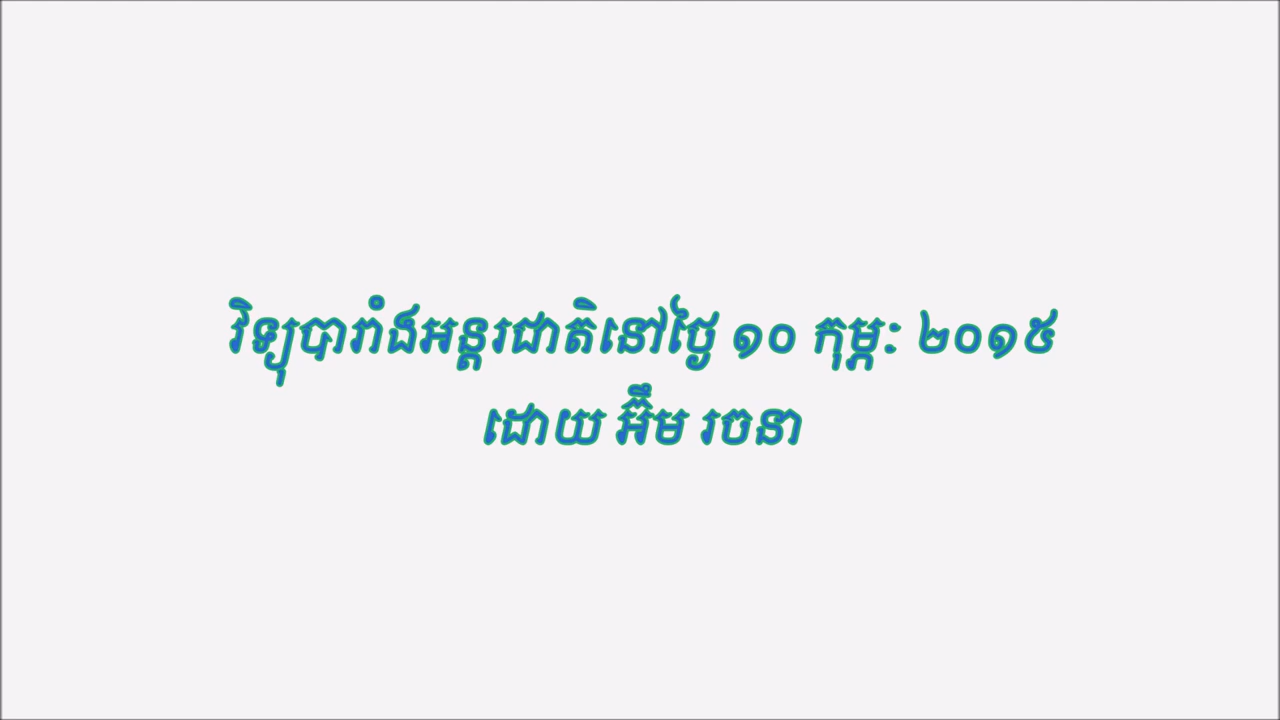 វិទ្យុបារាំងអន្តរជាតិនៅថ្ងៃ ១០ កុម្ភៈ ២០១៥
ដោយ អ៊ឹម រចនា